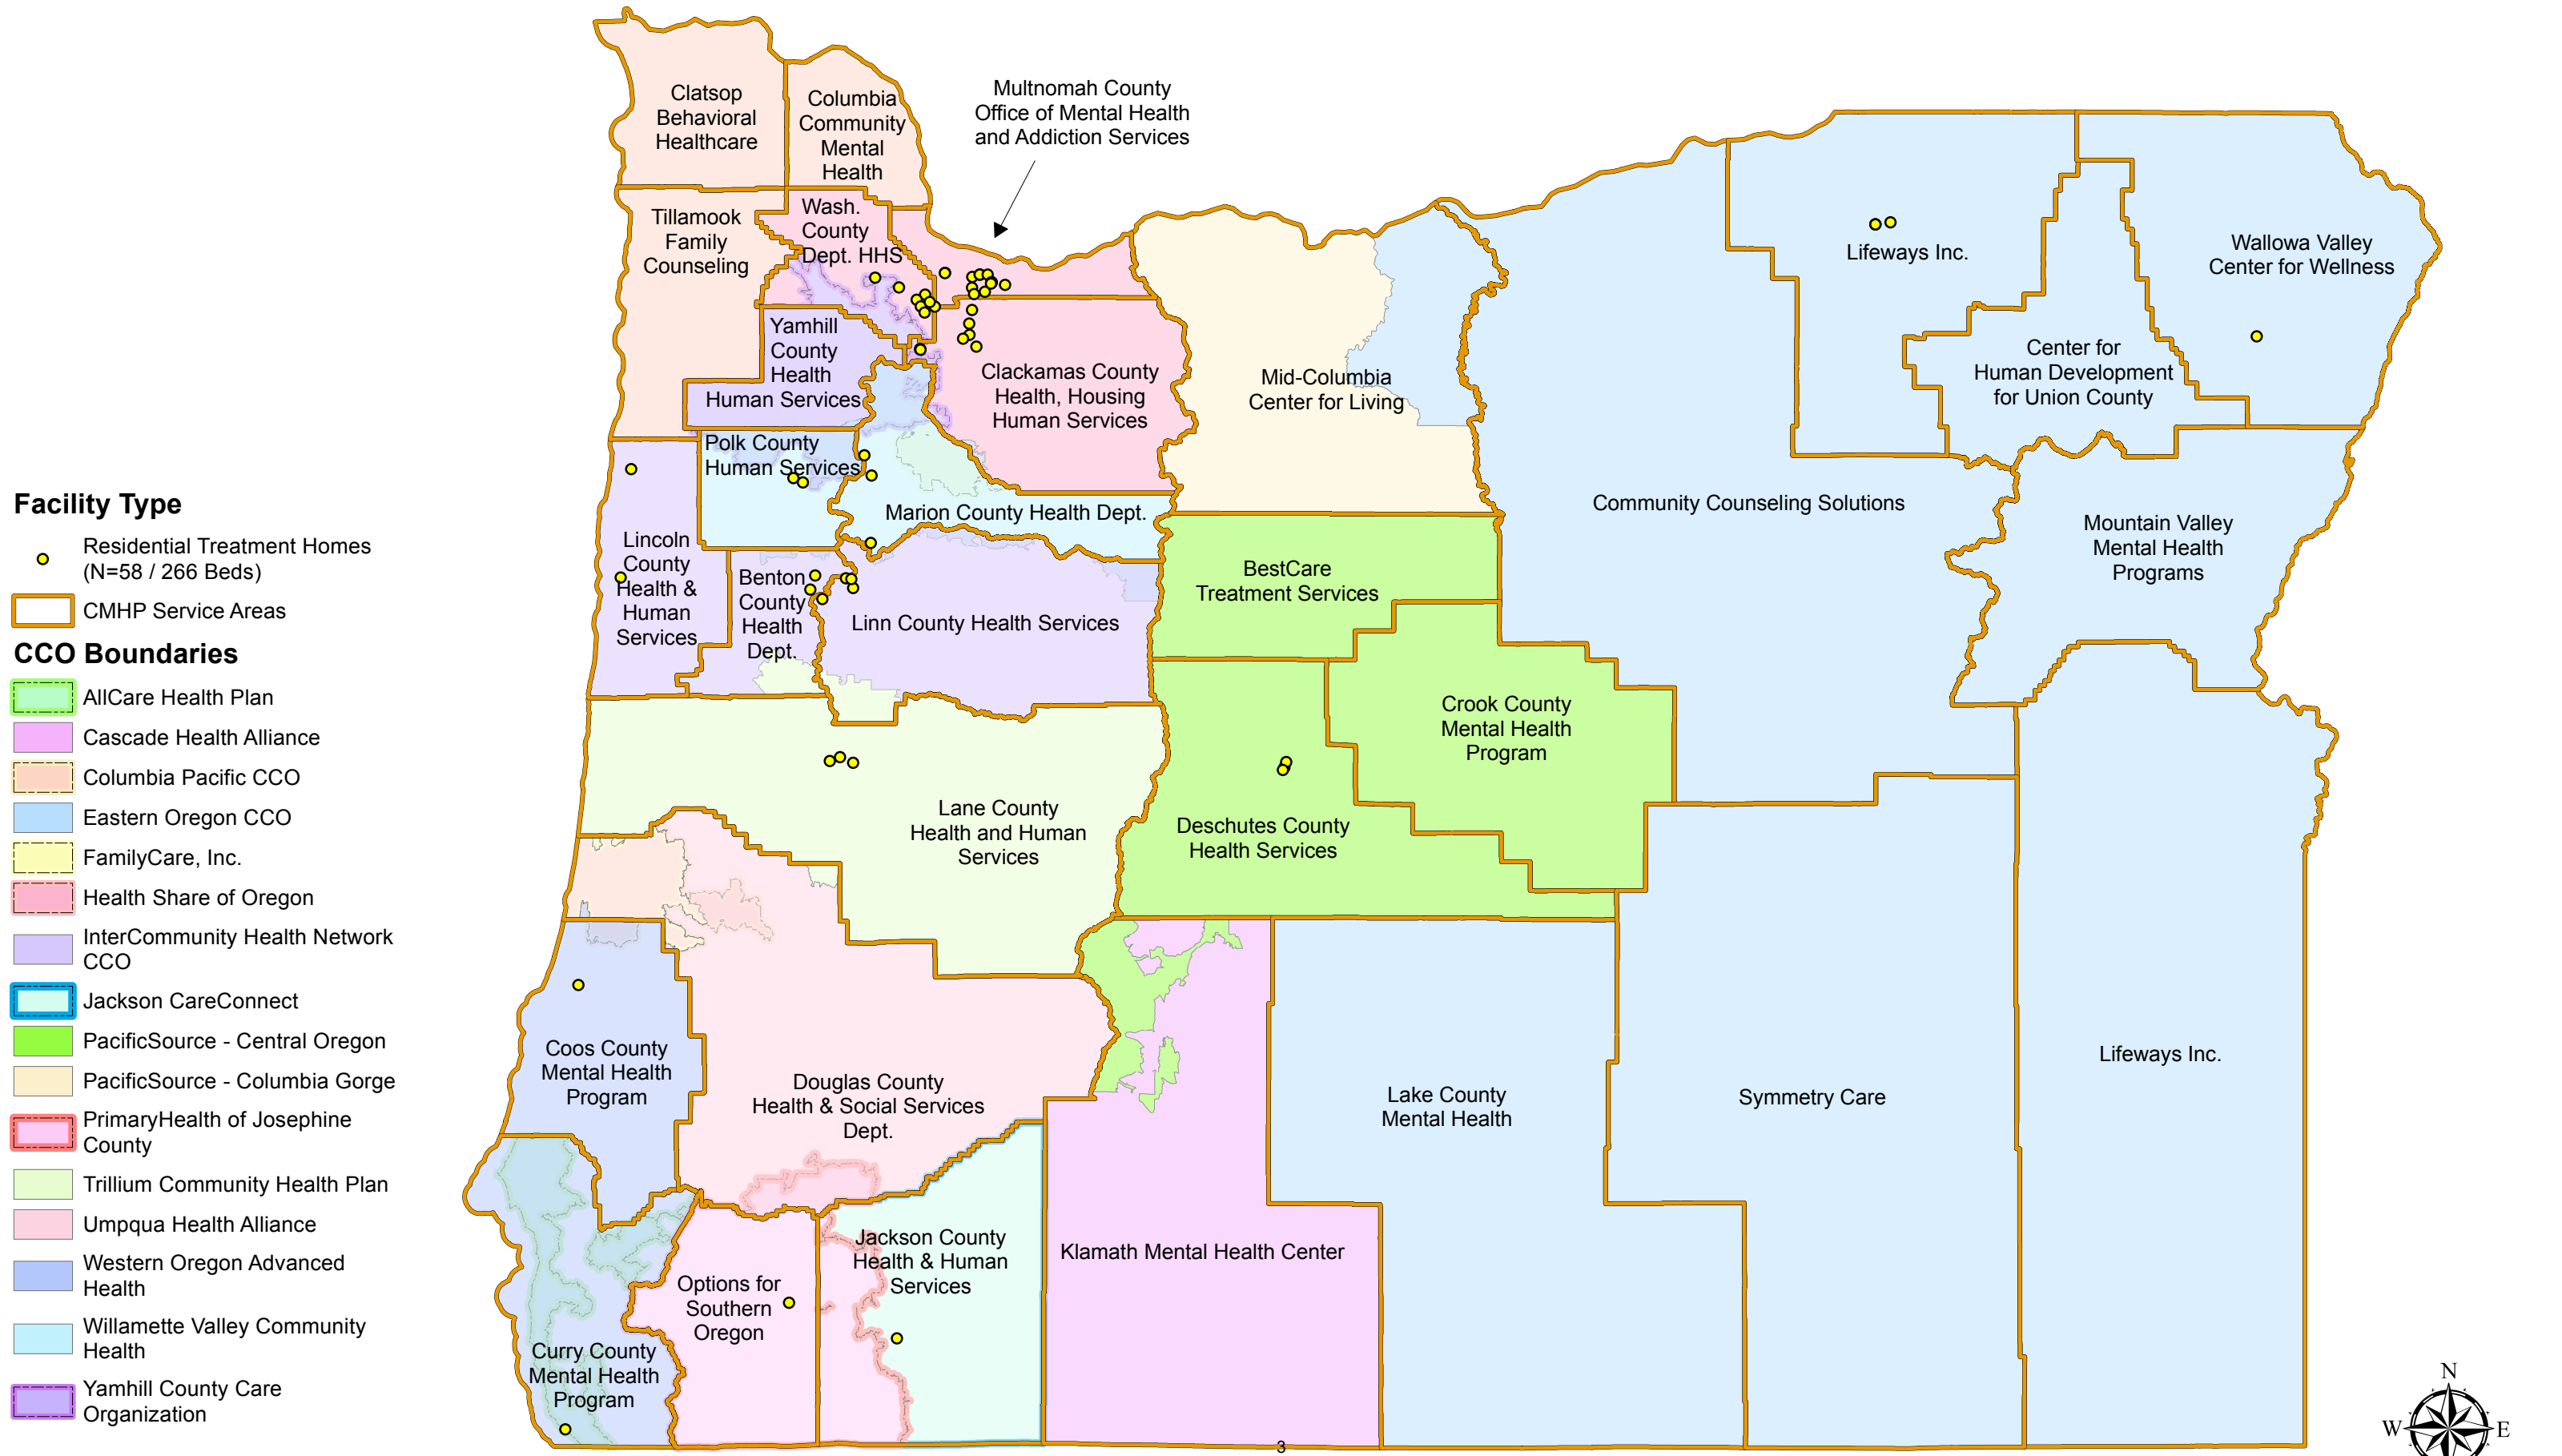 Facility Type
Residential Treatment Homes
(N=58 / 266 Beds)
CMHP Service Areas
CCO Boundaries
AllCare Health Plan
Cascade Health Alliance
Columbia Pacific CCO
Eastern Oregon CCO
FamilyCare, Inc.
Health Share of Oregon
InterCommunity Health Network
CCO
Jackson CareConnect
PacificSource - Central Oregon
PacificSource - Columbia Gorge
PrimaryHealth of Josephine
County
Trillium Community Health Plan
Umpqua Health Alliance
Western Oregon Advanced
Health
Willamette Valley Community
Health
Yamhill County Care
Organization
Clatsop
Behavioral
Healthcare
Columbia
Community
Mental
Health
Multnomah County
Office of Mental Health
and Addiction Services
Tillamook
Family
Counseling
Wash.
County
Dept. HHS
Yamhill
County
Health
Human Services
Clackamas County
Health, Housing
Human Services
Mid-Columbia
Center for Living
Lifeways Inc.
Wallowa Valley
Center for Wellness
Center for
Human Development
for Union County
Polk County
Human Services
Marion County Health Dept.
Community Counseling Solutions
Mountain Valley
Mental Health
Programs
Lincoln
County
Health &
Human
Services
Benton
County
Health
Dept.
Linn County Health Services
BestCare
Treatment Services
Crook County
Mental Health
Program
Lane County
Health and Human
Services
Deschutes County
Health Services
Coos County
Mental Health
Program
Douglas County
Health & Social Services
Dept.
Lake County
Mental Health
Symmetry Care
Lifeways Inc.
Jackson County
Health & Human
Services
Klamath Mental Health Center
Options for
Southern
Oregon
Curry County
Mental Health
Program
N
W
E
3